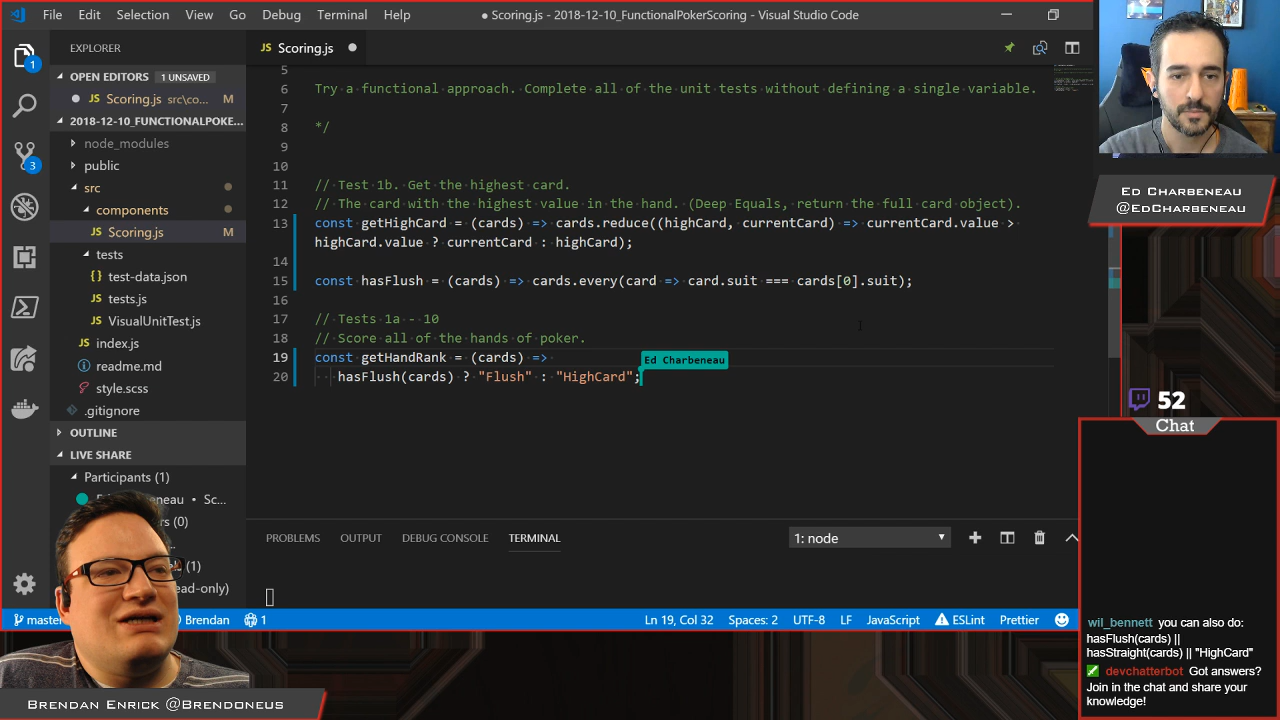 File Edit Selection View Go Debug Terminal Help
● Scoring.js - 2018-12-10_FunctionalPokerScoring - Visual Studio Code
EXPLORER
JS Scoring.js
OPEN EDITORS 1 UNSAVED
JS Scoring.js src\co... M
2018-12-10_FUNCTIONALPOKE...
node_modules
public
src
components
JS Scoring.js M
tests
{} test-data.json
JS tests.js
JS VisualUnitTest.js
JS index.js
readme.md
style.scss
.gitignore
OUTLINE
LIVE SHARE
Participants (1)
eneau • Sc...
rs (0)
(1)
ead-only)
1
3
5
6 Try a functional approach. Complete all of the unit tests without defining a single variable.
7
8 */
9
10
11 // Test 1b. Get the highest card.
12 // The card with the highest value in the hand. (Deep Equals, return the full card object).
13 const getHighCard = (cards) => cards.reduce((highCard, currentCard) => currentCard.value >
highCard.value ? currentCard : highCard);
14
15 const hasFlush = (cards) => cards.every(card => card.suit === cards[0].suit);
16
17 // Tests 1a - 10
18 // Score all of the hands of poker.
19 const getHandRank = (cards) =>
Ed Charbeneau
20 hasFlush(cards) ? "Flush" : "HighCard";
PROBLEMS OUTPUT DEBUG CONSOLE TERMINAL
1: node
master
Brendan 1
Ln 19, Col 32 Spaces: 2 UTF-8 LF JavaScript ESLint Prettier
BRENDAN ENRICK @BRENDONEUS
ED CHARBENEAU
@EDCHARBENEAU
52
Chat
wil_bennett you can also do:
hasFlush(cards) ||
hasStraight(cards) || "HighCard"
devchatterbot Got answers?
Join in the chat and share your
knowledge!